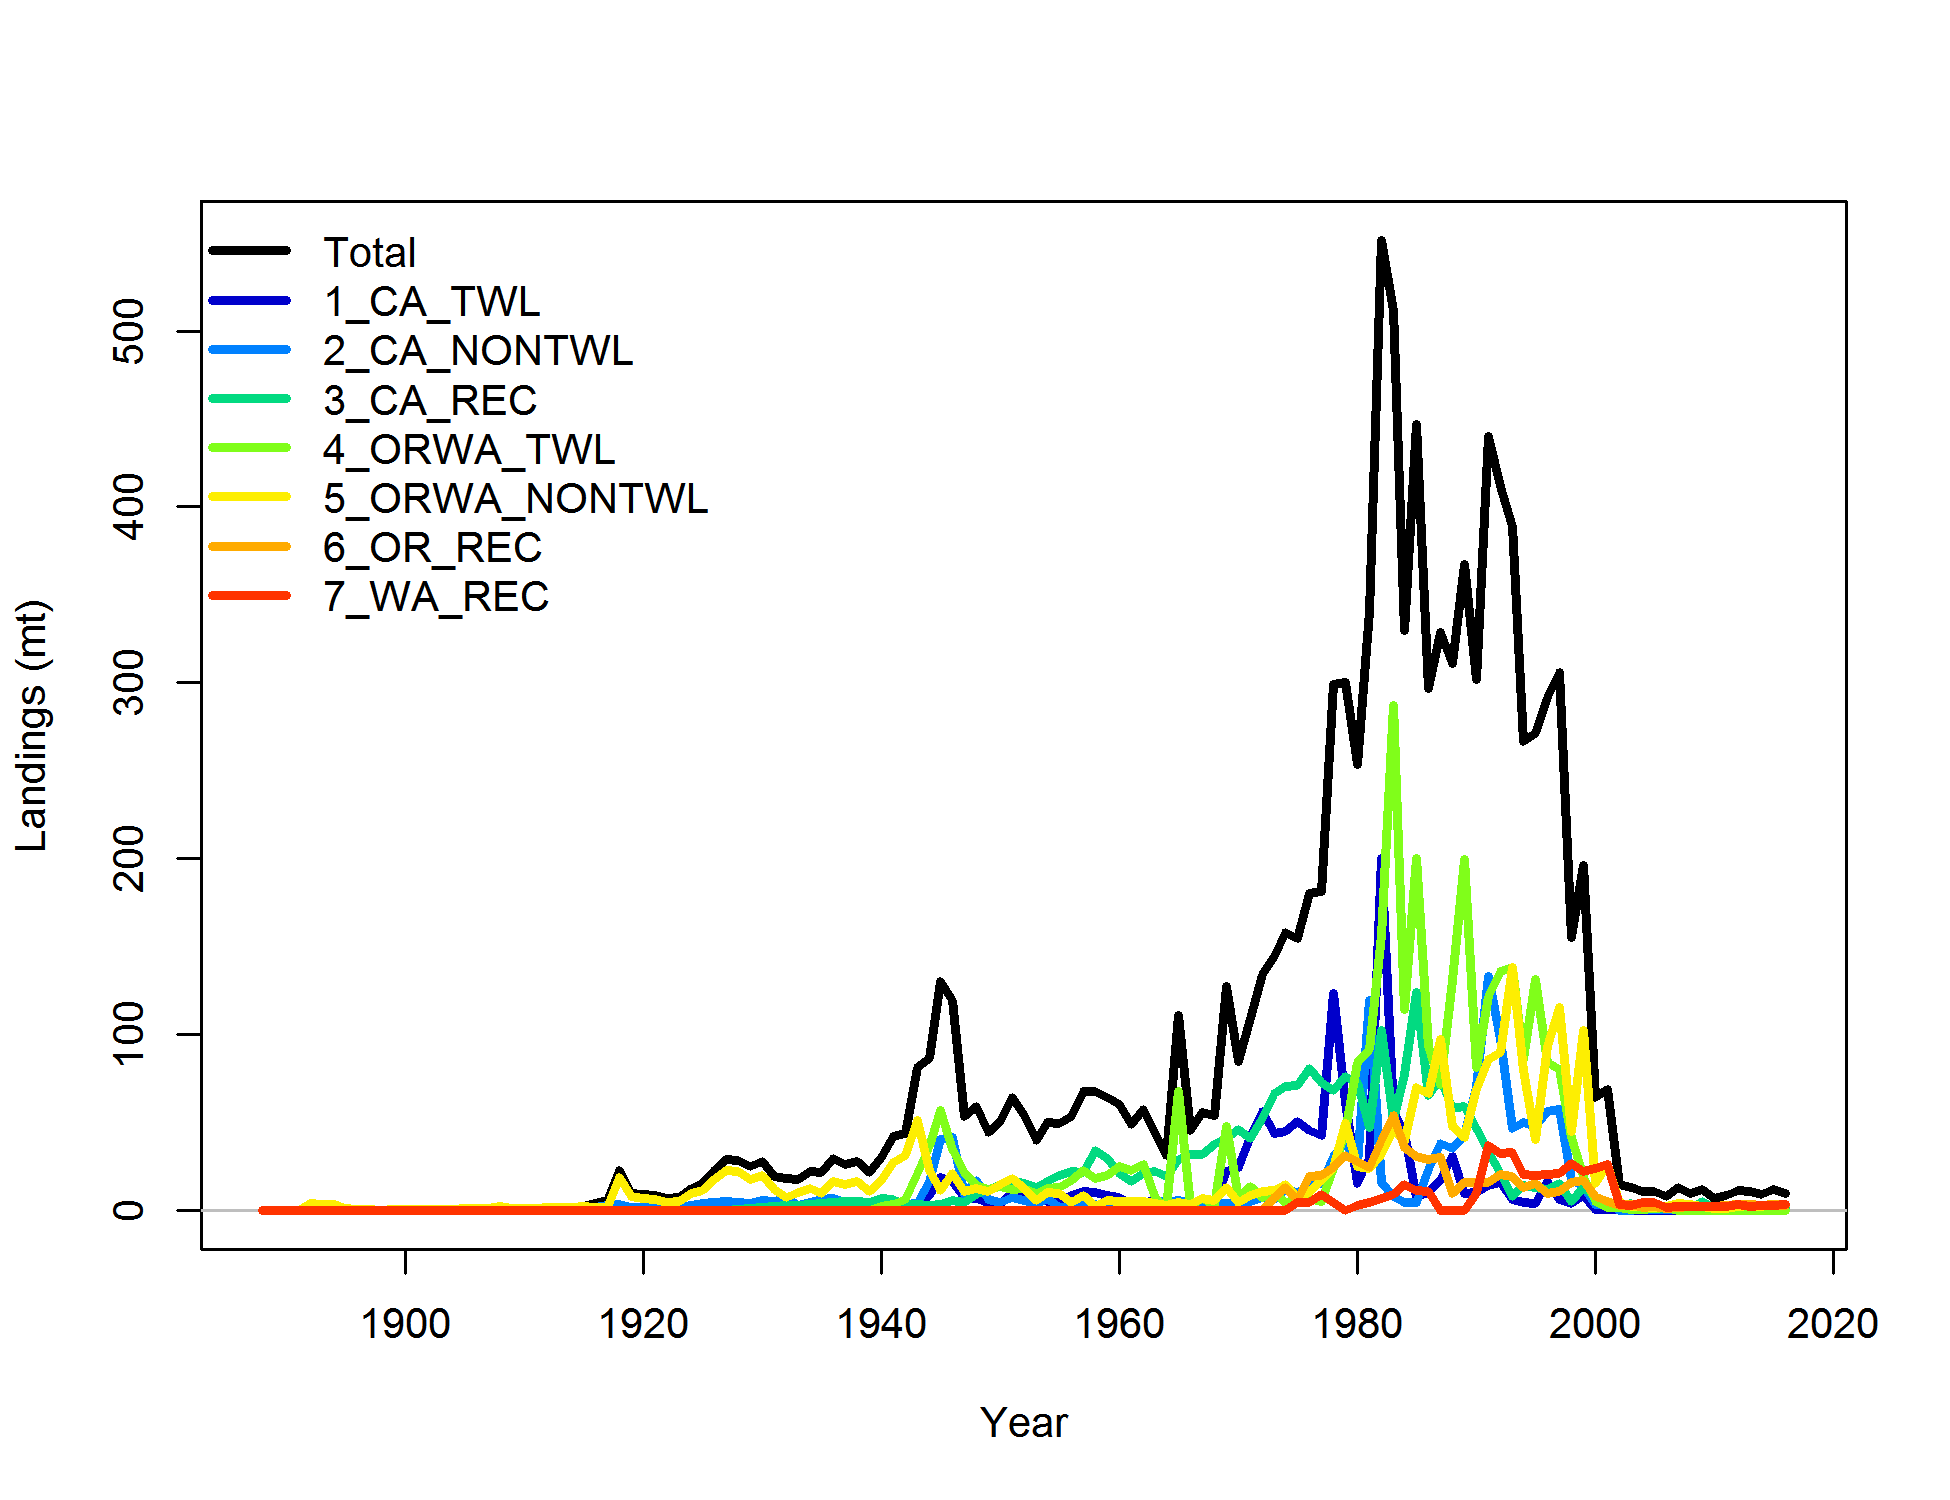 Total
1_CA_TWL
2_CA_NONTWL
3_CA_REC
4_ORWA_TWL
5_ORWA_NONTWL
6_OR_REC
7_WA_REC
Landings (mt)
500
400
300
200
100
0
1900 1920 1940 1960 1980 2000 2020
Year